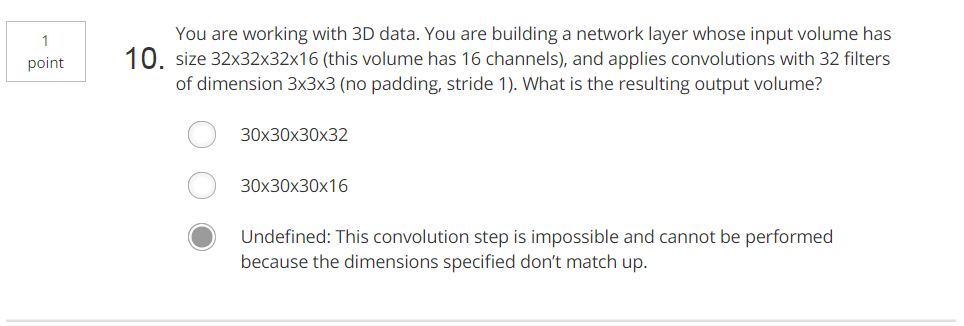 1
point
10.
You are working with 3D data. You are building a network layer whose input volume has
size 32x32x32x16 (this volume has 16 channels), and applies convolutions with 32 filters
of dimension 3x3x3 (no padding, stride 1). What is the resulting output volume?
30x30x30x32
30x30x30x16
Undefined: This convolution step is impossible and cannot be performed
because the dimensions specified don’t match up.